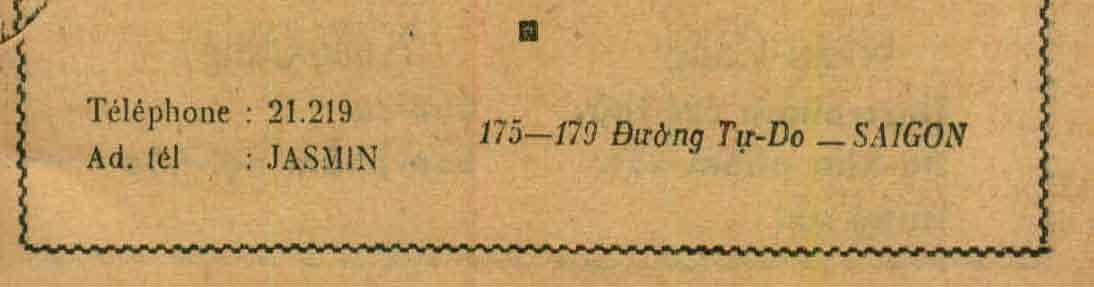 Téléphone : 21.219
Ad. tél : JASMIN
175—179 Đường Tự-Do — SAIGON